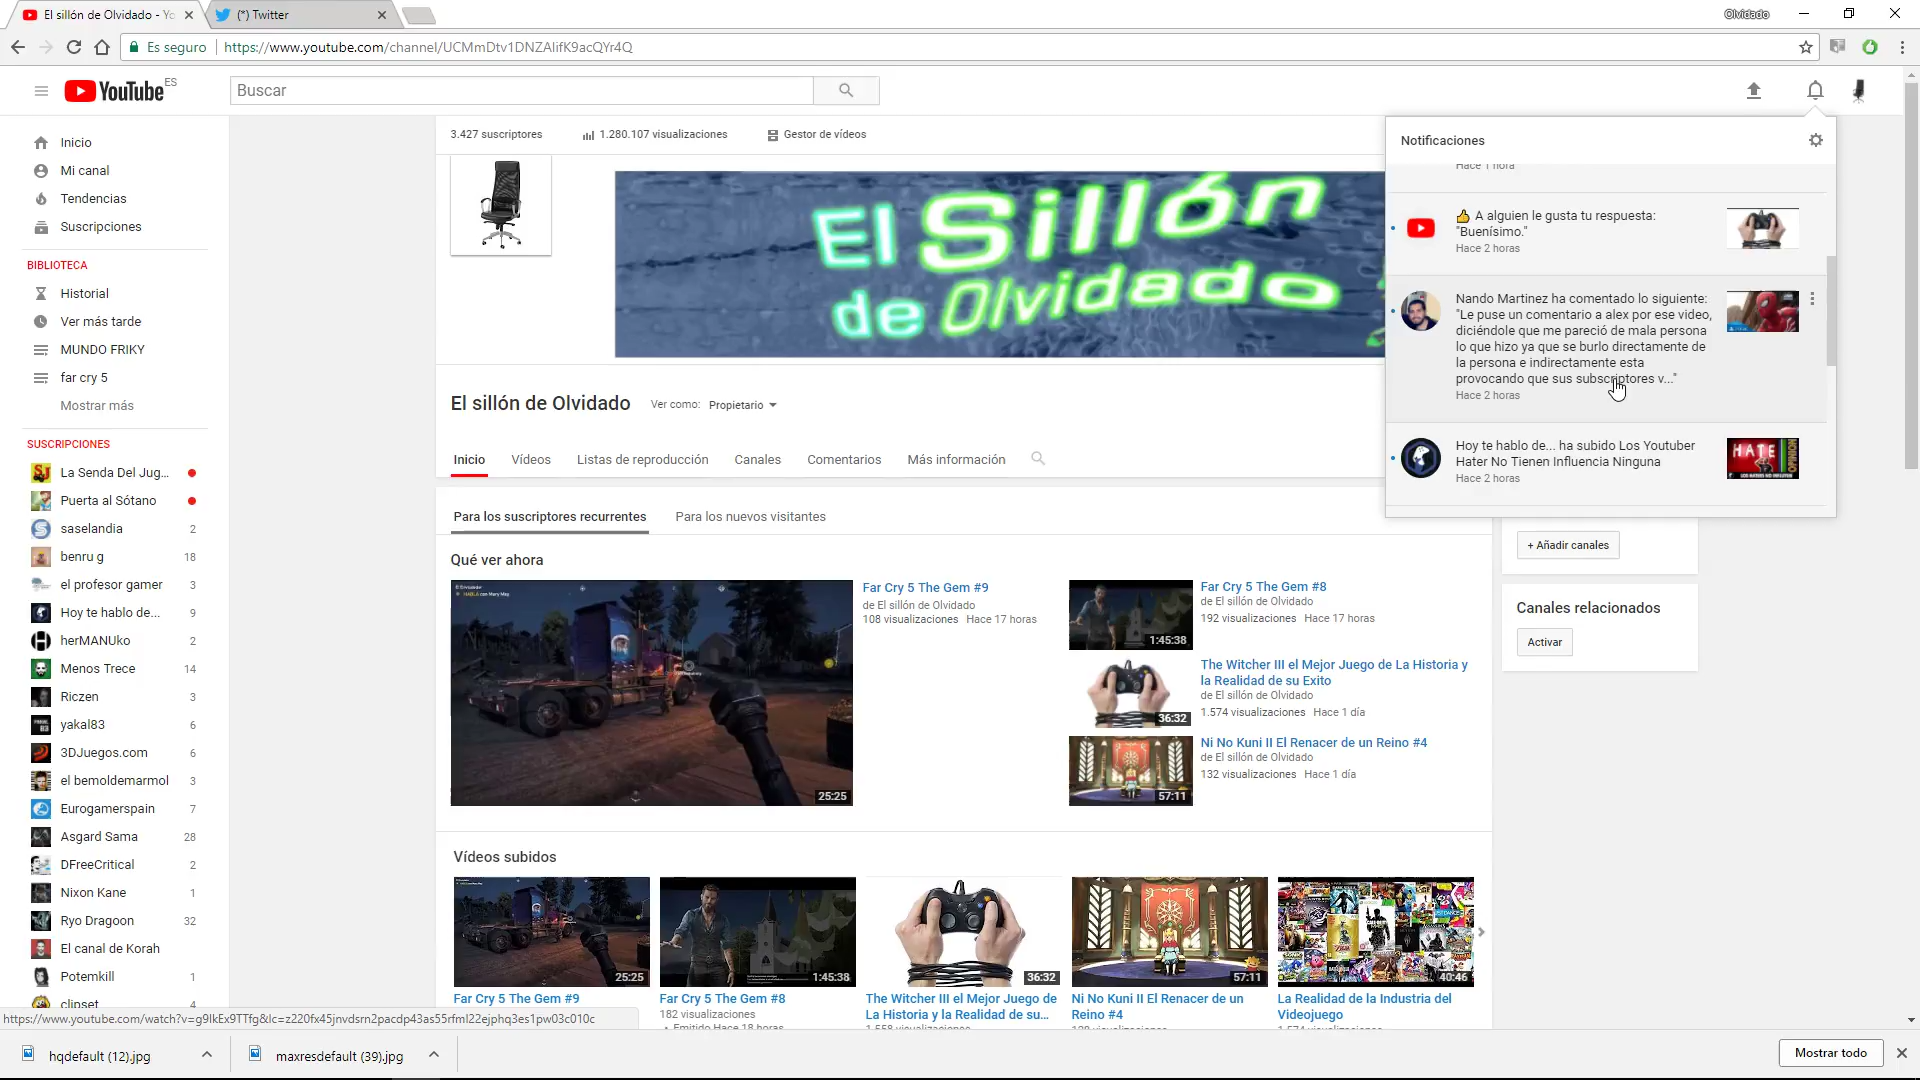 El sillón de Olvidado - Yo
(*) Twitter
Olvidado
Es seguro
https://www.youtube.com/channel/UCMmDtv1DNZAlifK9acQYr4Q
YouTube ES
Buscar
Inicio
Mi canal
Tendencias
Suscripciones
BIBLIOTECA
Historial
Ver más tarde
MUNDO FRIKY
far cry 5
Mostrar más
SUSCRIPCIONES
La Senda Del Jug...
Puerta al Sótano
saselandia 2
benru g 18
el profesor gamer 3
Hoy te hablo de... 9
herMANUko 2
Menos Trece 14
Riczen 3
yakal83 6
3DJuegos.com 6
el bemoldemarmol 3
Eurogamerspain 7
Asgard Sama 28
DFreeCritical 2
Nixon Kane 1
Ryo Dragoon 32
El canal de Korah
Potemkill 1
clipset 4
3.427 suscriptores
1.280.107 visualizaciones
Gestor de vídeos
El Sillón
de Olvidado
El sillón de Olvidado
Ver como: Propietario
Inicio
Vídeos
Listas de reproducción
Canales
Comentarios
Más información
Para los suscriptores recurrentes
Para los nuevos visitantes
Qué ver ahora
25:25
Far Cry 5 The Gem #9
de El sillón de Olvidado
108 visualizaciones Hace 17 horas
1:45:38
Far Cry 5 The Gem #8
de El sillón de Olvidado
192 visualizaciones Hace 17 horas
36:32
The Witcher III el Mejor Juego de La Historia y
la Realidad de su Exito
de El sillón de Olvidado
1.574 visualizaciones Hace 1 día
57:11
Ni No Kuni II El Renacer de un Reino #4
de El sillón de Olvidado
132 visualizaciones Hace 1 día
Vídeos subidos
25:25
Far Cry 5 The Gem #9
1:45:38
Far Cry 5 The Gem #8
182 visualizaciones
• Emitido Hace 18 horas
36:32
The Witcher III el Mejor Juego de
La Historia y la Realidad de su...
1.558 visualizaciones
57:11
Ni No Kuni II El Renacer de un
Reino #4
40:46
La Realidad de la Industria del
Videojuego
1.574 visualizaciones
Notificaciones
Hace 1 hora
👍 A alguien le gusta tu respuesta:
"Buenísimo."
Hace 2 horas
Nando Martinez ha comentado lo siguiente:
"Le puse un comentario a alex por ese video,
diciéndole que me pareció de mala persona
lo que hizo ya que se burlo directamente de
la persona e indirectamente esta
provocando que sus subscriptores v..."
Hace 2 horas
Hoy te hablo de... ha subido Los Youtuber
Hater No Tienen Influencia Ninguna
Hace 2 horas
HATE
+ Añadir canales
Canales relacionados
Activar
https://www.youtube.com/watch?v=g9IkEx9TTfg&lc=z220fx45jnvdsrn2pacdp43as55rfml22ejphq3es1pw03c010c
hqdefault (12).jpg
maxresdefault (39).jpg
Mostrar todo